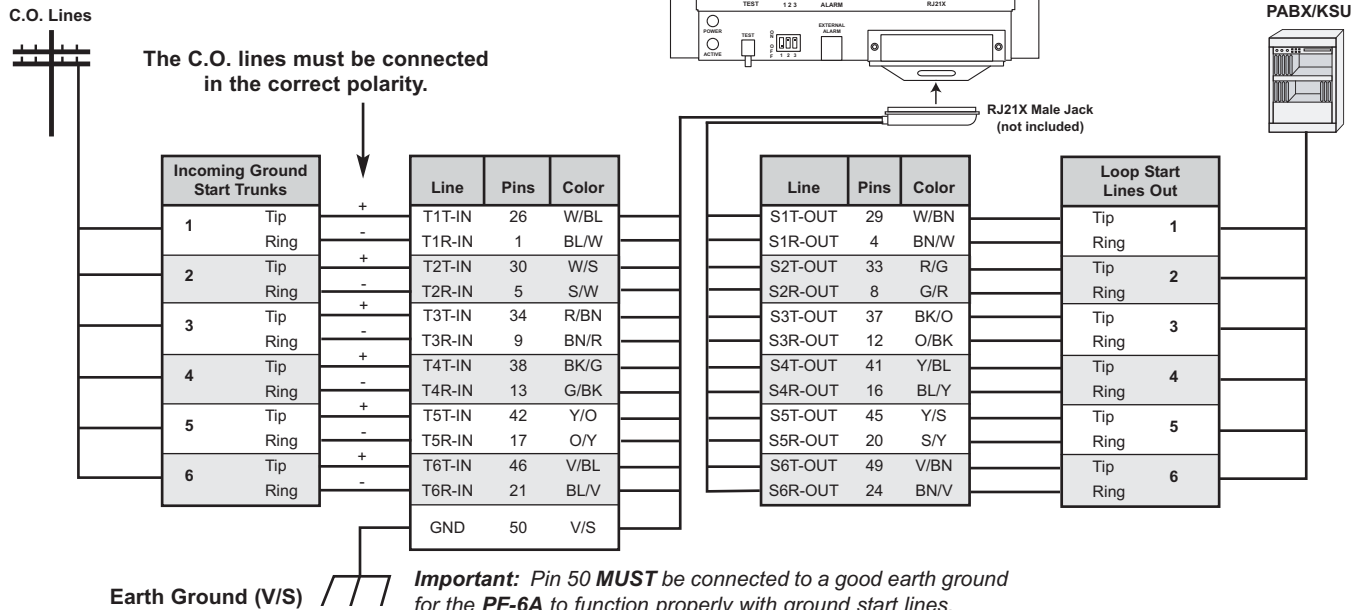 TEST 1 2 3 ALARM RJ21X
C.O. Lines
PABX/KSU
POWER
ACTIVE
TEST
ON OFF
1 2 3
EXTERNAL
ALARM
The C.O. lines must be connected
in the correct polarity.
RJ21X Male Jack
(not included)
Incoming Ground
Start Trunks
Line Pins Color
Line Pins Color
Loop Start
Lines Out
1 Tip + T1T-IN 26 W/BL S1T-OUT 29 W/BN Tip 1
Ring - T1R-IN 1 BL/W S1R-OUT 4 BN/W Ring
2 Tip + T2T-IN 30 W/S S2T-OUT 33 R/G Tip 2
Ring - T2R-IN 5 S/W S2R-OUT 8 G/R Ring
3 Tip + T3T-IN 34 R/BN S3T-OUT 37 BK/O Tip 3
Ring - T3R-IN 9 BN/R S3R-OUT 12 O/BK Ring
4 Tip + T4T-IN 38 BK/G S4T-OUT 41 Y/BL Tip 4
Ring - T4R-IN 13 G/BK S4R-OUT 16 BL/Y Ring
5 Tip + T5T-IN 42 Y/O S5T-OUT 45 Y/S Tip 5
Ring - T5R-IN 17 O/Y S5R-OUT 20 S/Y Ring
6 Tip + T6T-IN 46 V/BL S6T-OUT 49 V/BN Tip 6
Ring - T6R-IN 21 BL/V S6R-OUT 24 BN/V Ring
GND 50 V/S
Earth Ground (V/S)
Important: Pin 50 MUST be connected to a good earth ground
for the PF-6A to function properly with ground start lines.